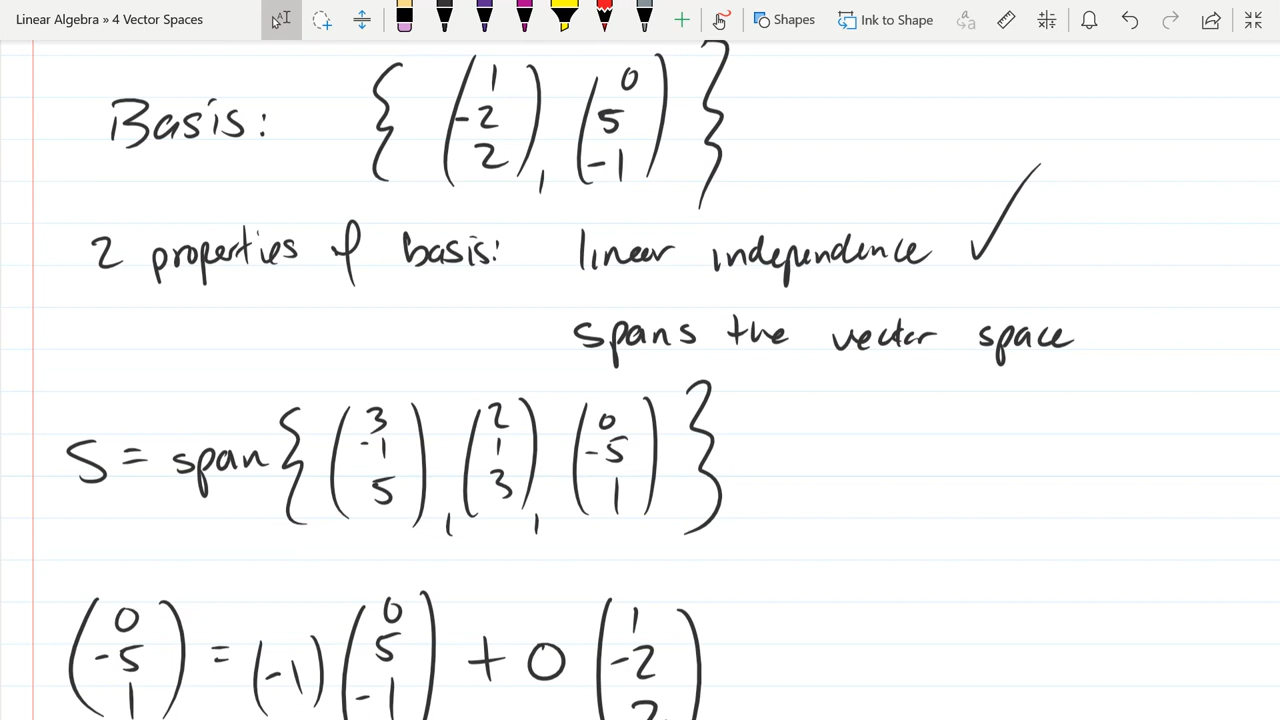 Linear Algebra » 4 Vector Spaces Shapes Ink to Shape
Basis: { ( 1 -2 2 ) , ( 0 5 -1 ) }
2 properties of basis: linear independence ✓
spans the vector space
S = span { ( 3 -1 5 ) , ( 2 1 3 ) , ( 0 -5 1 ) }
( 0 -5 1 ) = (-1) ( 0 5 -1 ) + 0 ( 1 -2 2 )